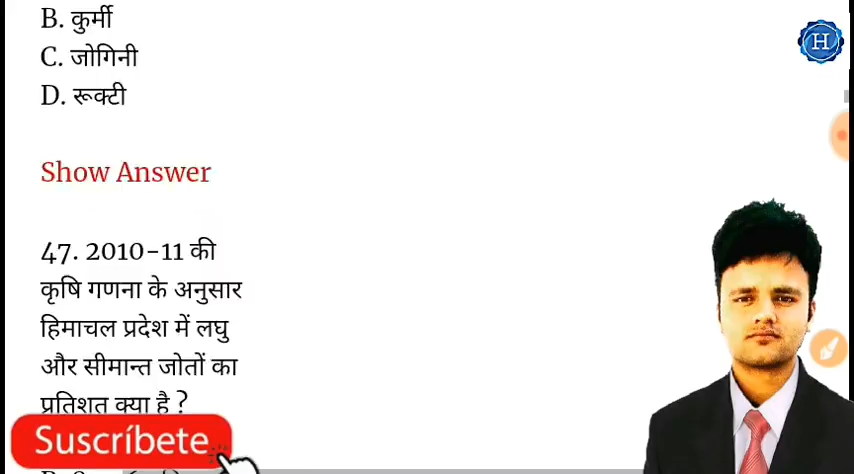 B. कुर्मी
H
C. जोगिनी
D. रूक्टी
Show Answer
47. 2010-11 की
कृषि गणना के अनुसार
हिमाचल प्रदेश में लघु
और सीमान्त जोतों का
प्रतिशत क्या है ?
Suscríbete